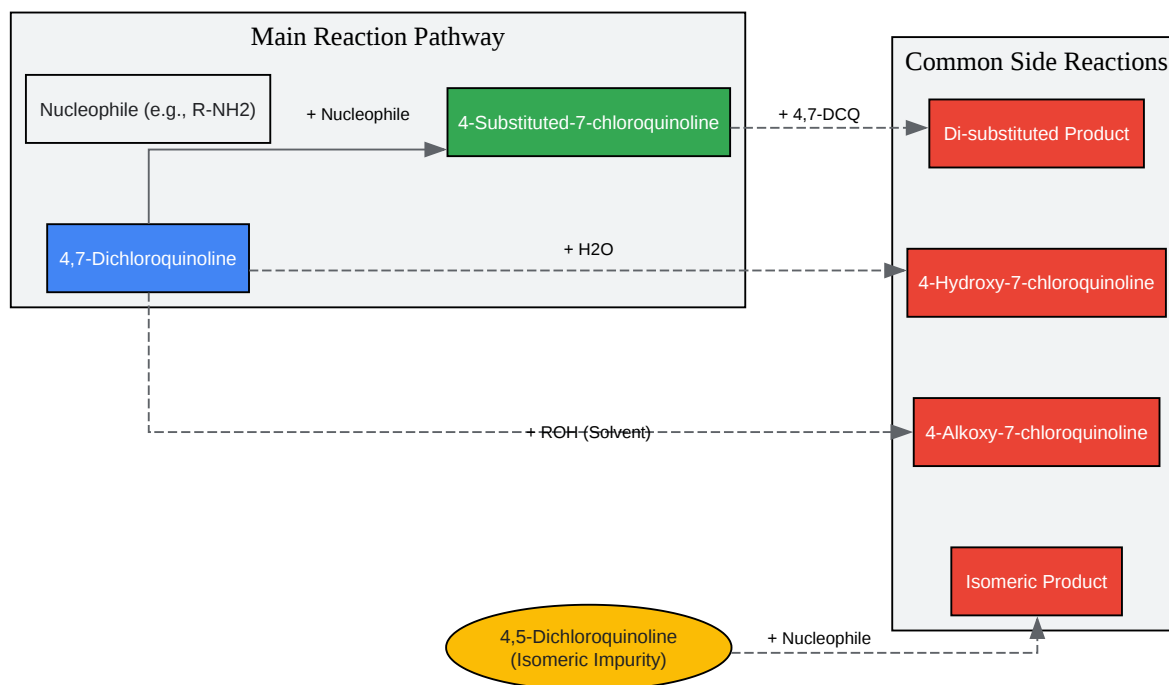 Main Reaction Pathway
Nucleophile (e.g., R-NH2)
+ Nucleophile
4-Substituted-7-chloroquinoline
4,7-Dichloroquinoline
+ 4,7-DCQ
+ H2O
+ ROH (Solvent)
Common Side Reactions
Di-substituted Product
4-Hydroxy-7-chloroquinoline
4-Alkoxy-7-chloroquinoline
Isomeric Product
4,5-Dichloroquinoline
(Isomeric Impurity)
+ Nucleophile